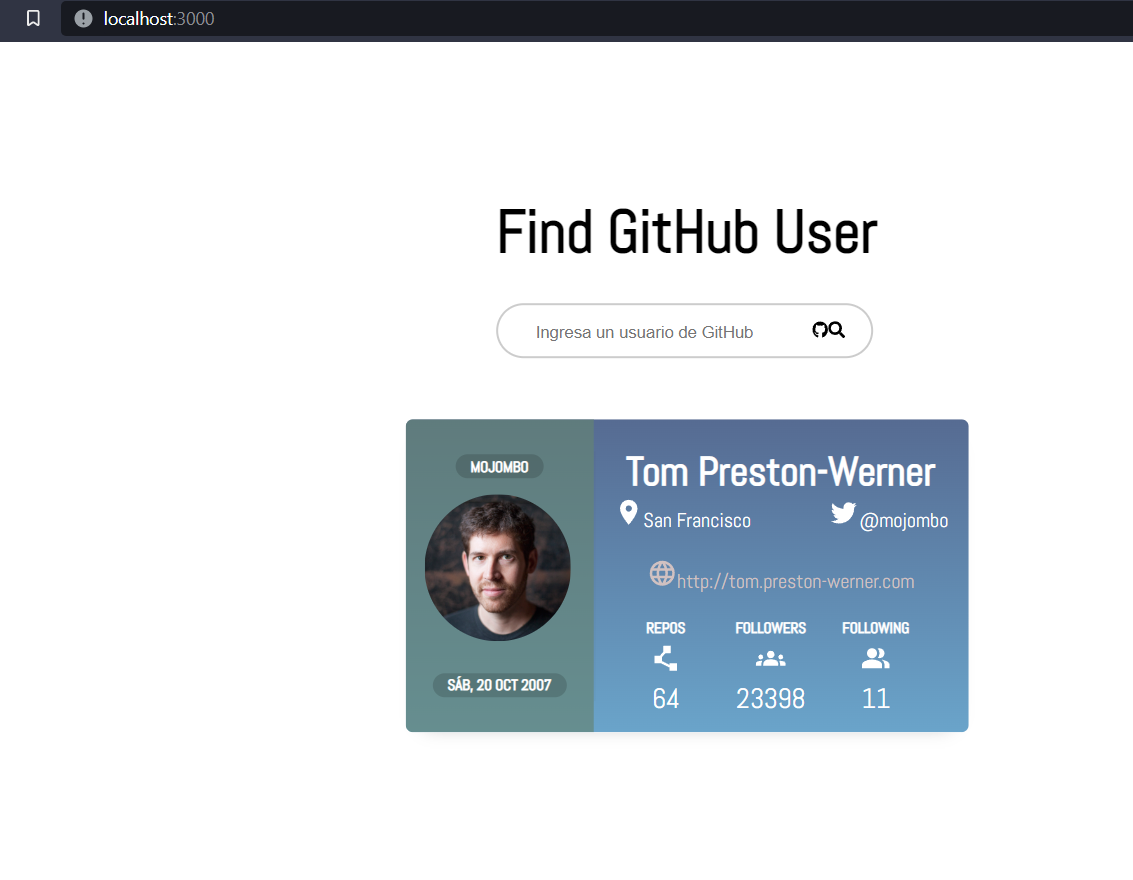 localhost:3000
Find GitHub User
Ingresa un usuario de GitHub
MOJOMBO
SÁB, 20 OCT 2007
Tom Preston-Werner
San Francisco @mojombo
http://tom.preston-werner.com
REPOS FOLLOWERS FOLLOWING
64 23398 11